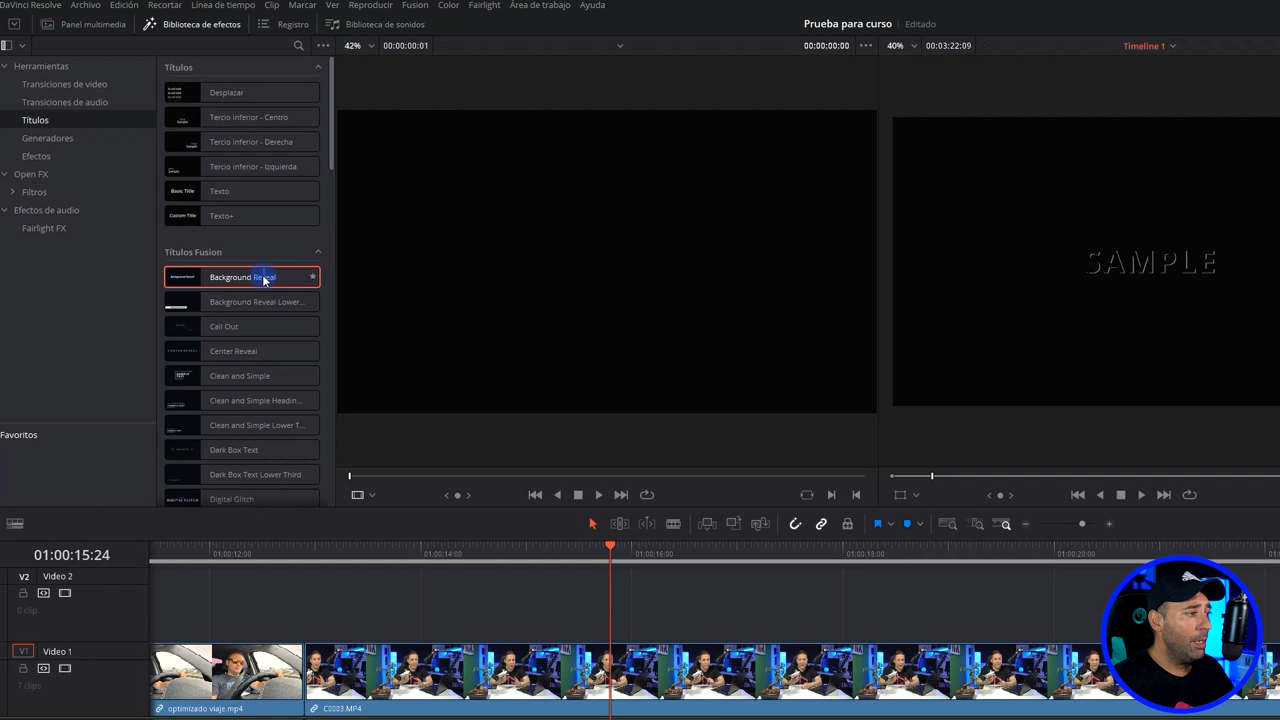 DaVinci Resolve Archivo Edición Recortar Línea de tiempo Clip Marcar Ver Reproducir Fusion Color Fairlight Área de trabajo Ayuda
Panel multimedia Biblioteca de efectos Registro Biblioteca de sonidos Prueba para curso Editado
42% 00:00:00:01 00:00:00:00 40% 00:03:22:09 Timeline 1
Herramientas
Transiciones de video
Transiciones de audio
Títulos
Generadores
Efectos
Open FX
Filtros
Efectos de audio
Fairlight FX
Favoritos
Títulos
Desplazar
Tercio inferior - Centro
Tercio inferior - Derecha
Tercio inferior - Izquierda
Basic Title Texto
Custom Title Texto+
Títulos Fusion
Background Reveal
Background Reveal Lower...
Call Out
Center Reveal
Clean and Simple
Clean and Simple Headin...
Clean and Simple Lower T...
Dark Box Text
Dark Box Text Lower Third
Digital Glitch
SAMPLE
01:00:15:24
01:00:12:00 01:00:14:00 01:00:16:00 01:00:18:00 01:00:20:00
V2 Video 2
0 clip
V1 Video 1
7 clips
optimizado viaje.mp4 C0003.MP4